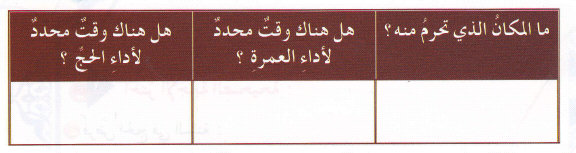 ما المكانُ الذي تحرمُ منه؟
هل هناك وقتٌ محددٌ
لأداءِ العمرةِ ؟
هل هناك وقتٌ محددٌ
لأداءِ الحجِّ ؟